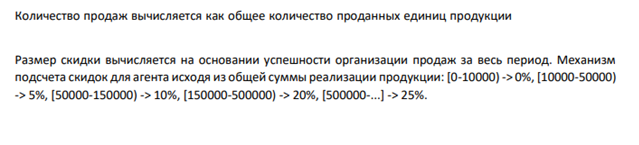 Количество продаж вычисляется как общее количество проданных единиц продукции
Размер скидки вычисляется на основании успешности организации продаж за весь период. Механизм
подсчета скидок для агента исходя из общей суммы реализации продукции: [0-10000) -> 0%, [10000-50000)
-> 5%, [50000-150000) -> 10%, [150000-500000) -> 20%, [500000-...] -> 25%.